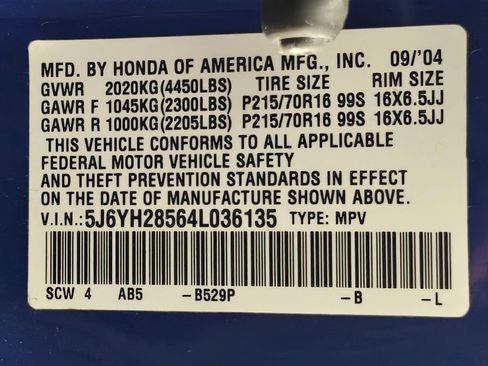 MFD. BY HONDA OF AMERICA MFG., INC. 09/'04
GVWR 2020KG(4450LBS) TIRE SIZE RIM SIZE
GAWR F 1045KG(2300LBS) P215/70R16 99S 16X6.5JJ
GAWR R 1000KG(2205LBS) P215/70R16 99S 16X6.5JJ
THIS VEHICLE CONFORMS TO ALL APPLICABLE
FEDERAL MOTOR VEHICLE SAFETY
AND THEFT PREVENTION STANDARDS IN EFFECT
ON THE DATE OF MANUFACTURE SHOWN ABOVE.
V.I.N.:5J6YH28564L036135 TYPE: MPV
SCW 4 AB5 -B529P -B -L